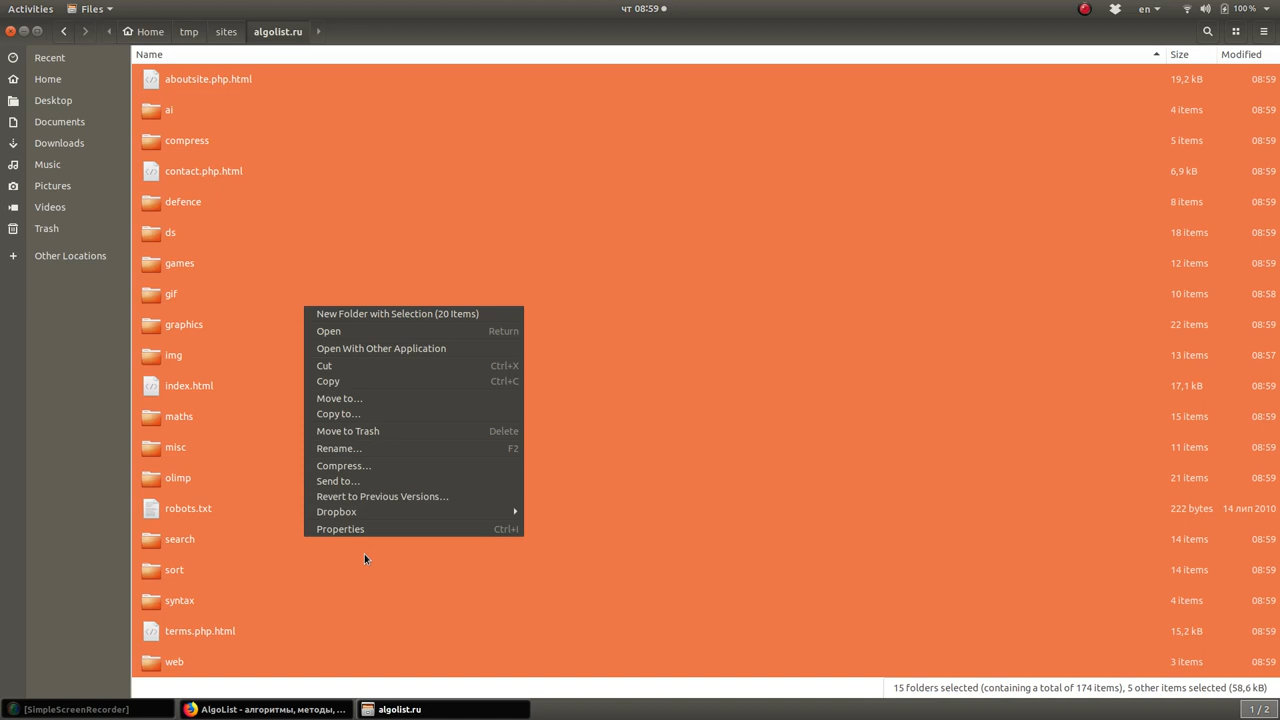 Activities Files чт 08:59 en 100 %
Home tmp sites algolist.ru
Name Size Modified
Recent
Home
Desktop
Documents
Downloads
Music
Pictures
Videos
Trash
Other Locations
aboutsite.php.html 19,2 kB 08:59
ai 4 items 08:59
compress 5 items 08:59
contact.php.html 6,9 kB 08:59
defence 8 items 08:59
ds 18 items 08:59
games 12 items 08:59
gif 10 items 08:58
graphics 22 items 08:59
img 13 items 08:57
index.html 17,1 kB 08:59
maths 15 items 08:59
misc 11 items 08:59
olimp 21 items 08:59
robots.txt 222 bytes 14 лип 2010
search 14 items 08:59
sort 14 items 08:59
syntax 4 items 08:59
terms.php.html 15,2 kB 08:59
web 3 items 08:59
New Folder with Selection (20 Items)
Open Return
Open With Other Application
Cut Ctrl+X
Copy Ctrl+C
Move to…
Copy to…
Move to Trash Delete
Rename… F2
Compress…
Send to…
Revert to Previous Versions…
Dropbox
Properties Ctrl+I
15 folders selected (containing a total of 174 items), 5 other items selected (58,6 kB)
[SimpleScreenRecorder] AlgoList - алгоритмы, методы, ... algolist.ru 1 / 2